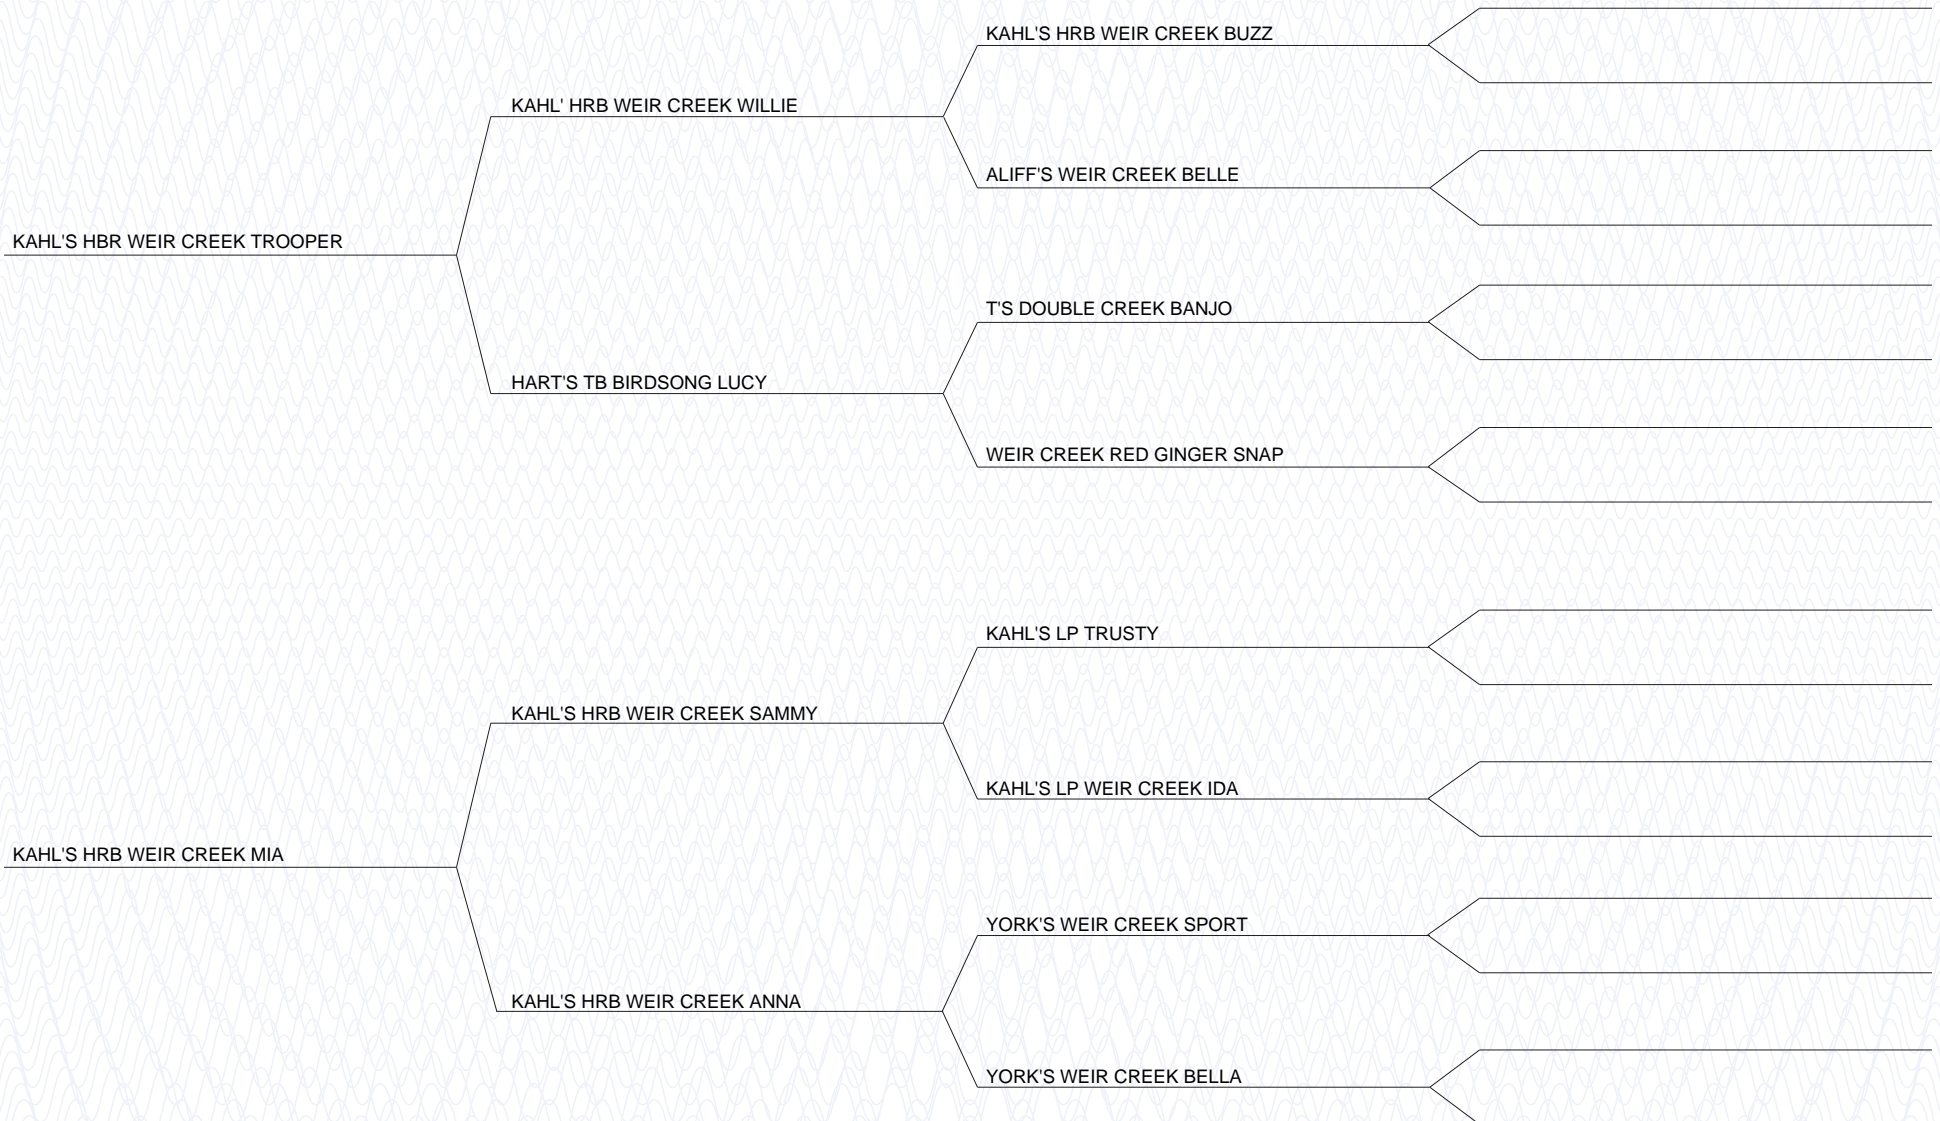 KAHL'S HRB WEIR CREEK BUZZ
KAHL' HRB WEIR CREEK WILLIE
ALIFF'S WEIR CREEK BELLE
KAHL'S HBR WEIR CREEK TROOPER
T'S DOUBLE CREEK BANJO
HART'S TB BIRDSONG LUCY
WEIR CREEK RED GINGER SNAP
KAHL'S LP TRUSTY
KAHL'S HRB WEIR CREEK SAMMY
KAHL'S LP WEIR CREEK IDA
KAHL'S HRB WEIR CREEK MIA
YORK'S WEIR CREEK SPORT
KAHL'S HRB WEIR CREEK ANNA
YORK'S WEIR CREEK BELLA